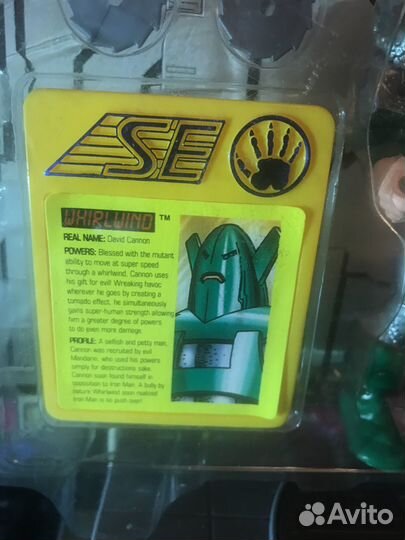 SE
WHIRLWIND ™
REAL NAME: David Cannon
POWERS: Blessed with the mutant
ability to move at super speed
through a whirlwind. Cannon uses
his gift for evil! Wreaking havoc
wherever he goes by creating a
tornado effect, he simultaneously
gains super-human strength allowing
him a greater degree of powers
to do even more damage.
PROFILE: A selfish and petty man,
Cannon was recruited by evil
Mandarin, who used his powers
simply for destructions sake.
Cannon soon found himself in
opposition to Iron Man. A bully by
nature Whirlwind soon realized
Iron Man is no push over!
Avito